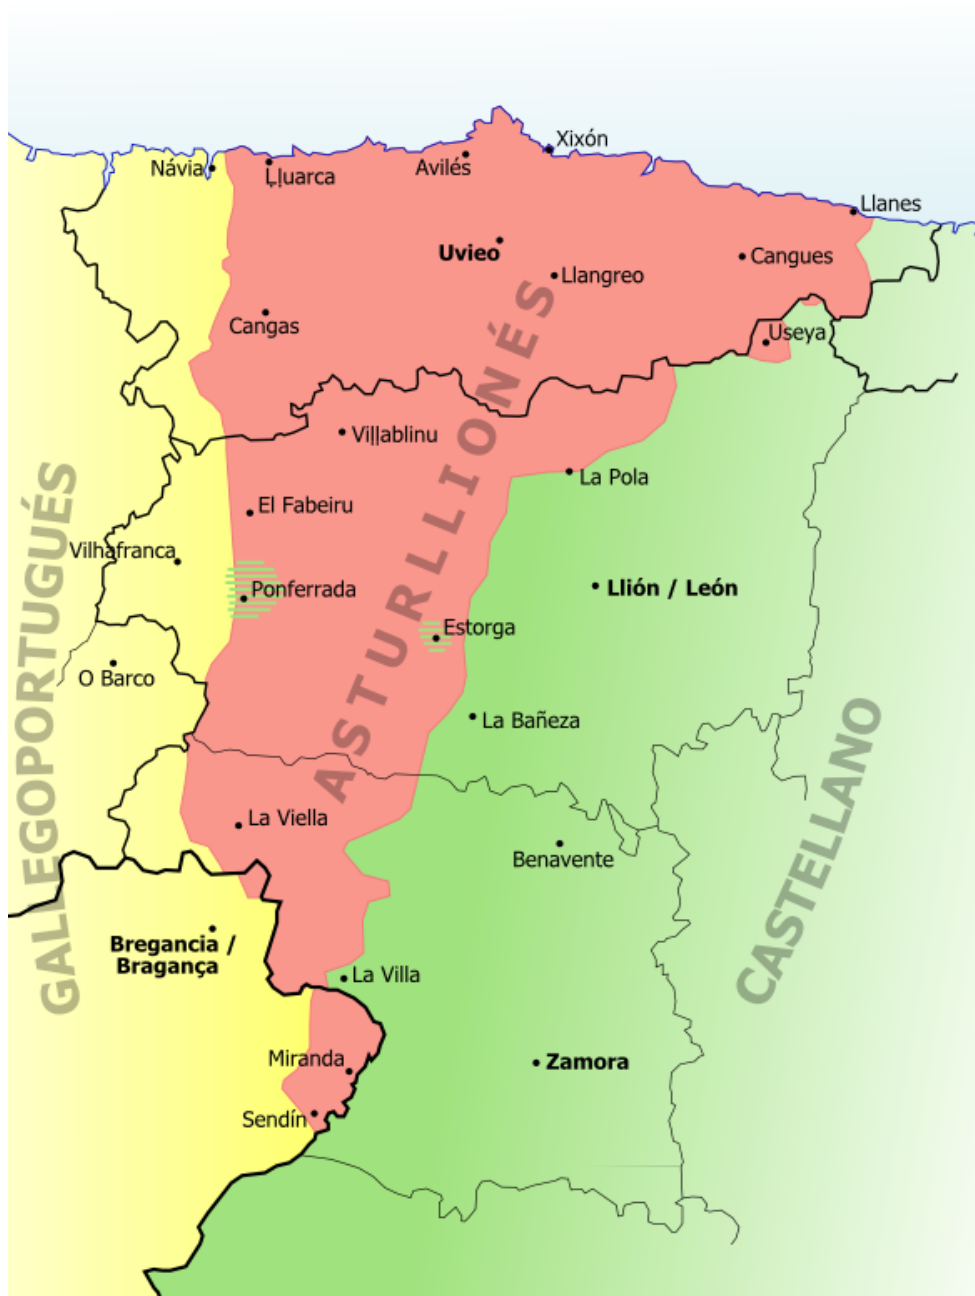 Xixón
Návia
Ḷḷuarca
Avilés
Llanes
Uvieo
Llangreo
Cangues
Cangas
Useya
Viḷḷablinu
La Pola
El Fabeiru
Vilhafranca
Ponferrada
Llión / León
Estorga
O Barco
La Bañeza
La Viella
Benavente
Bregancia /
Bragança
La Villa
Miranda
Zamora
Sendín
GALLEGOPORTUGUÉS
ASTURLLIONÉS
CASTELLANO